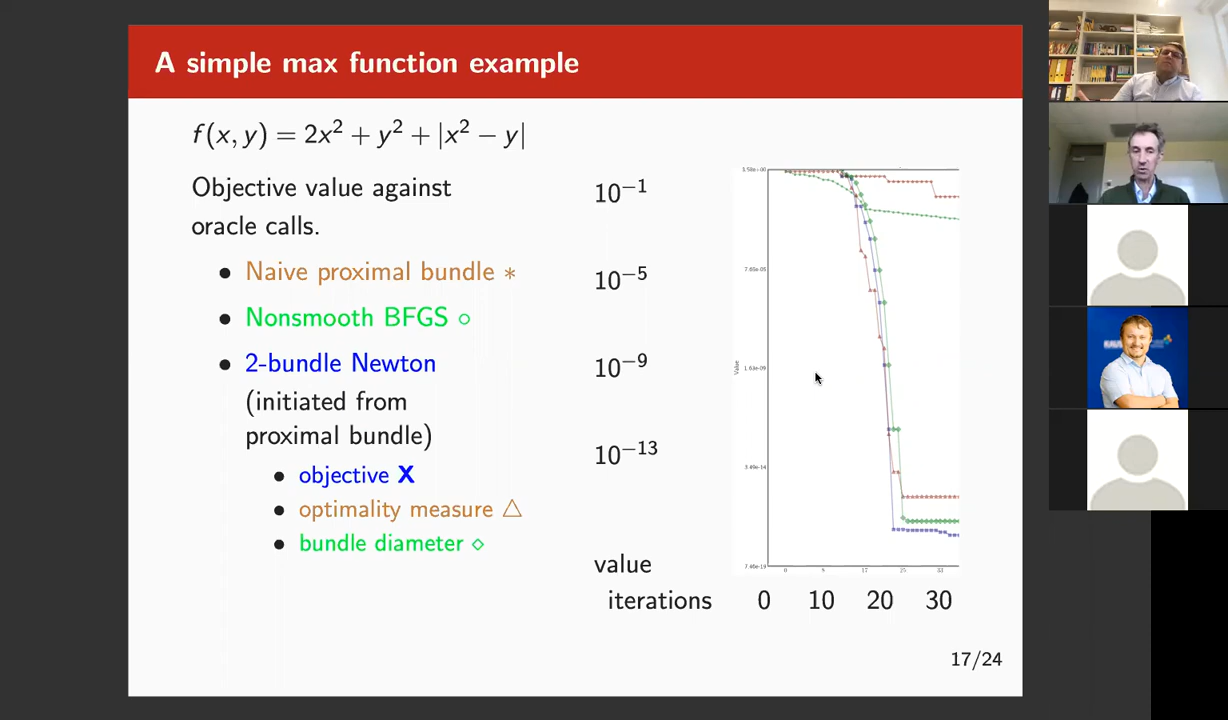 A simple max function example
f(x, y) = 2x² + y² + |x² − y|
Objective value against
oracle calls.
• Naive proximal bundle ∗
• Nonsmooth BFGS ○
• 2-bundle Newton
(initiated from
proximal bundle)
• objective X
• optimality measure △
• bundle diameter ◇
10⁻¹
10⁻⁵
10⁻⁹
10⁻¹³
value
iterations 0 10 20 30
Value
17/24